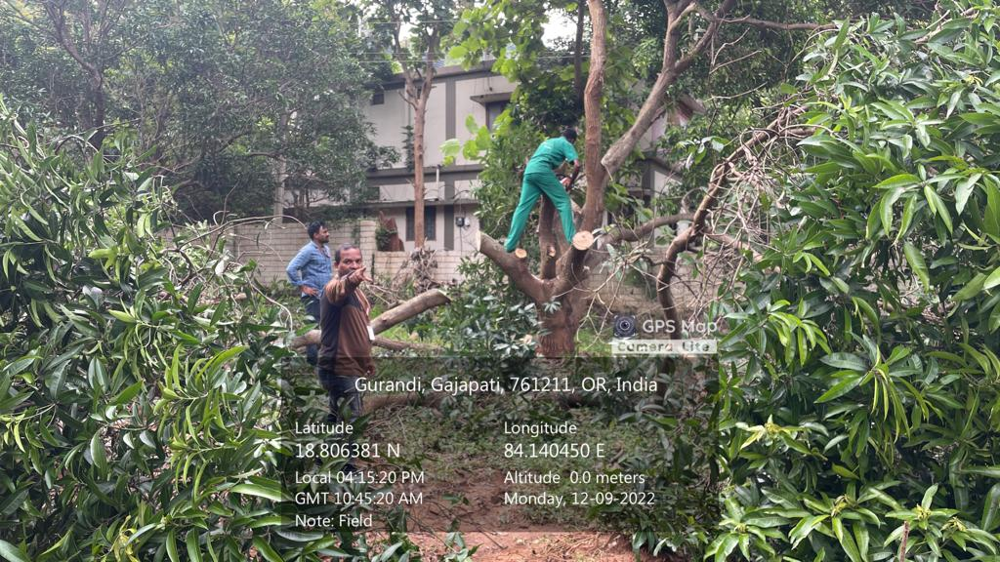 GPS Map
Camera Lite
Gurandi, Gajapati, 761211, OR, India
Latitude
Longitude
18.806381 N
84.140450 E
Local 04:15:20 PM
Altitude 0.0 meters
GMT 10:45:20 AM
Monday, 12-09-2022
Note: Field